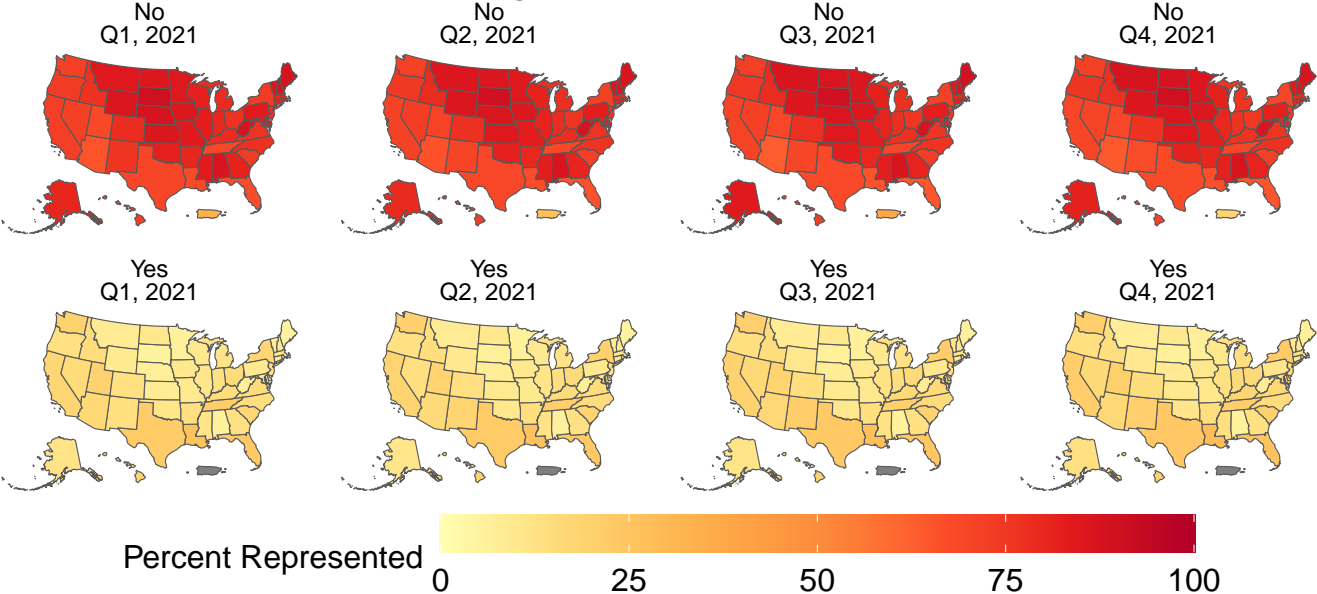 No No No No
Q1, 2021 Q2, 2021 Q3, 2021 Q4, 2021
Yes Yes Yes Yes
Q1, 2021 Q2, 2021 Q3, 2021 Q4, 2021
Percent Represented
0 25 50 75 100